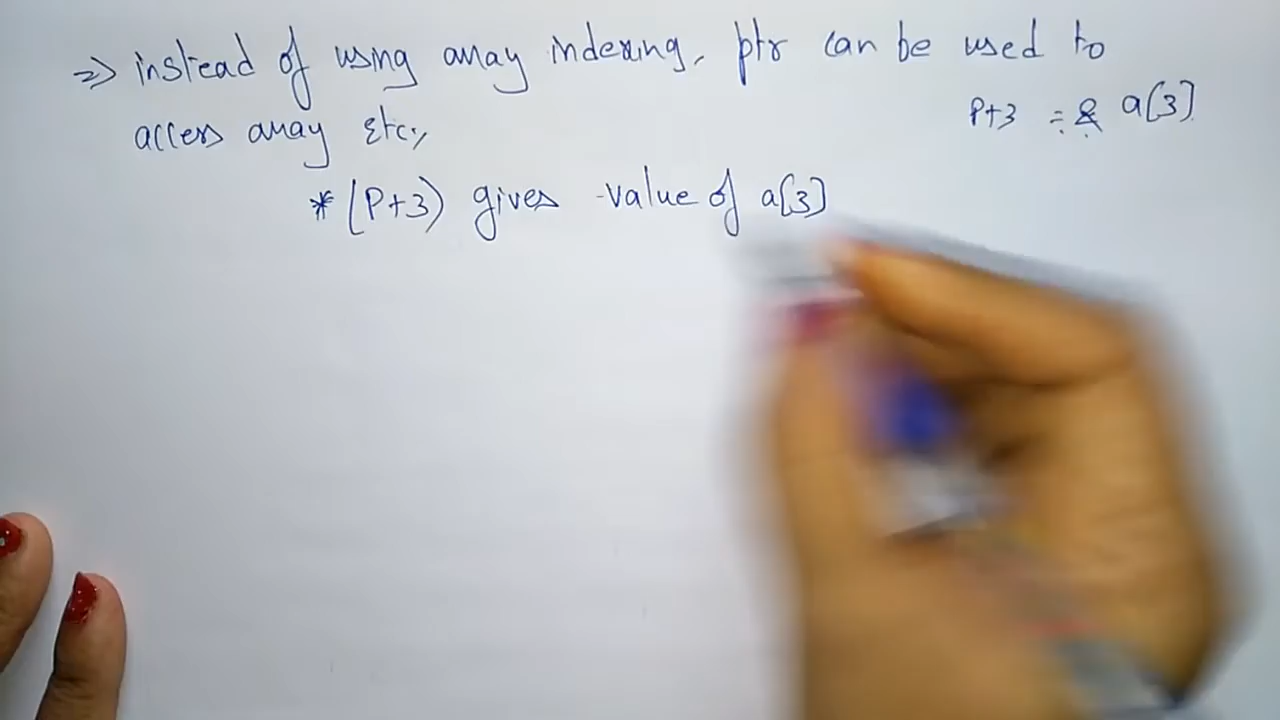 => instead of using array indexing, ptr can be used to
access array etc,
P+3 = & a[3]
* (P+3) gives value of a[3]